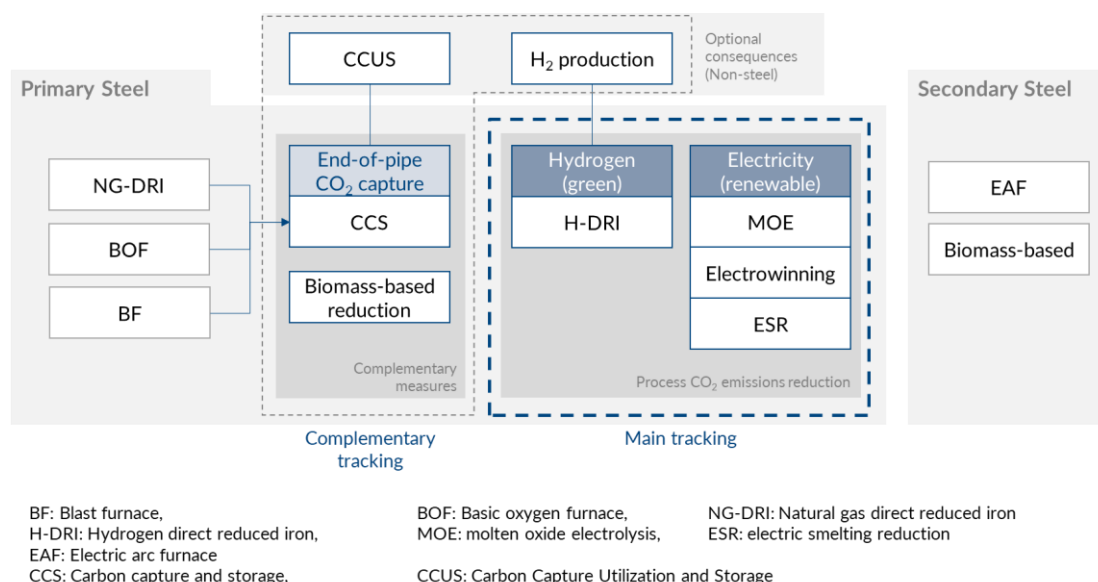 CCUS
H₂ production
Optional
consequences
(Non-steel)
Primary Steel
Secondary Steel
NG-DRI
BOF
BF
End-of-pipe
CO₂ capture
CCS
Biomass-based
reduction
Complementary
measures
Hydrogen
(green)
H-DRI
Electricity
(renewable)
MOE
Electrowinning
ESR
Process CO₂ emissions reduction
EAF
Biomass-based
Complementary
tracking
Main tracking
BF: Blast furnace, BOF: Basic oxygen furnace, NG-DRI: Natural gas direct reduced iron
H-DRI: Hydrogen direct reduced iron, MOE: molten oxide electrolysis, ESR: electric smelting reduction
EAF: Electric arc furnace
CCS: Carbon capture and storage, CCUS: Carbon Capture Utilization and Storage